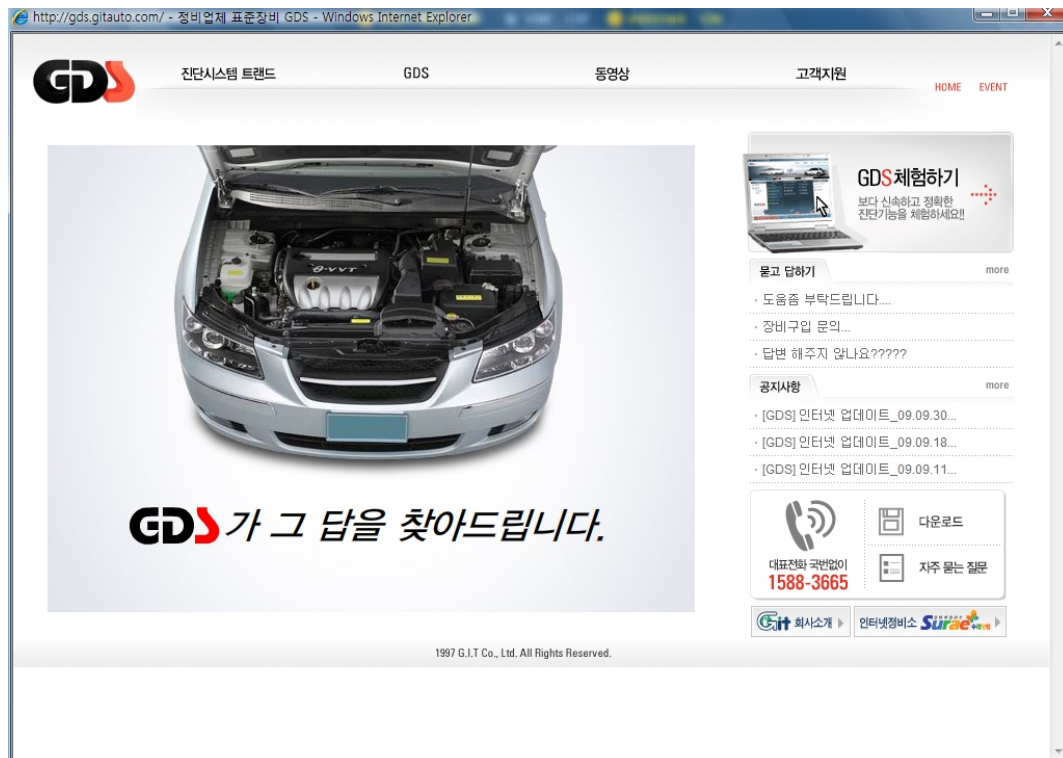 http://gds.gitauto.com/ - 정비업체 표준장비 GDS - Windows Internet Explorer
GDS
진단시스템 트랜드
GDS
동영상
고객지원
HOME
EVENT
θ-VVT
GDS 체험하기
보다 신속하고 정확한
진단기능을 체험하세요!!
묻고 답하기
more
· 도움좀 부탁드립니다....
· 장비구입 문의...
· 답변 해주지 않나요?????
공지사항
more
· [GDS] 인터넷 업데이트_09.09.30...
· [GDS] 인터넷 업데이트_09.09.18...
· [GDS] 인터넷 업데이트_09.09.11...
GDS가 그 답을 찾아드립니다.
대표전화 국번없이
1588-3665
다운로드
자주 묻는 질문
Git 회사소개
인터넷정비소 Surae
1997 G.I.T Co., Ltd. All Rights Reserved.